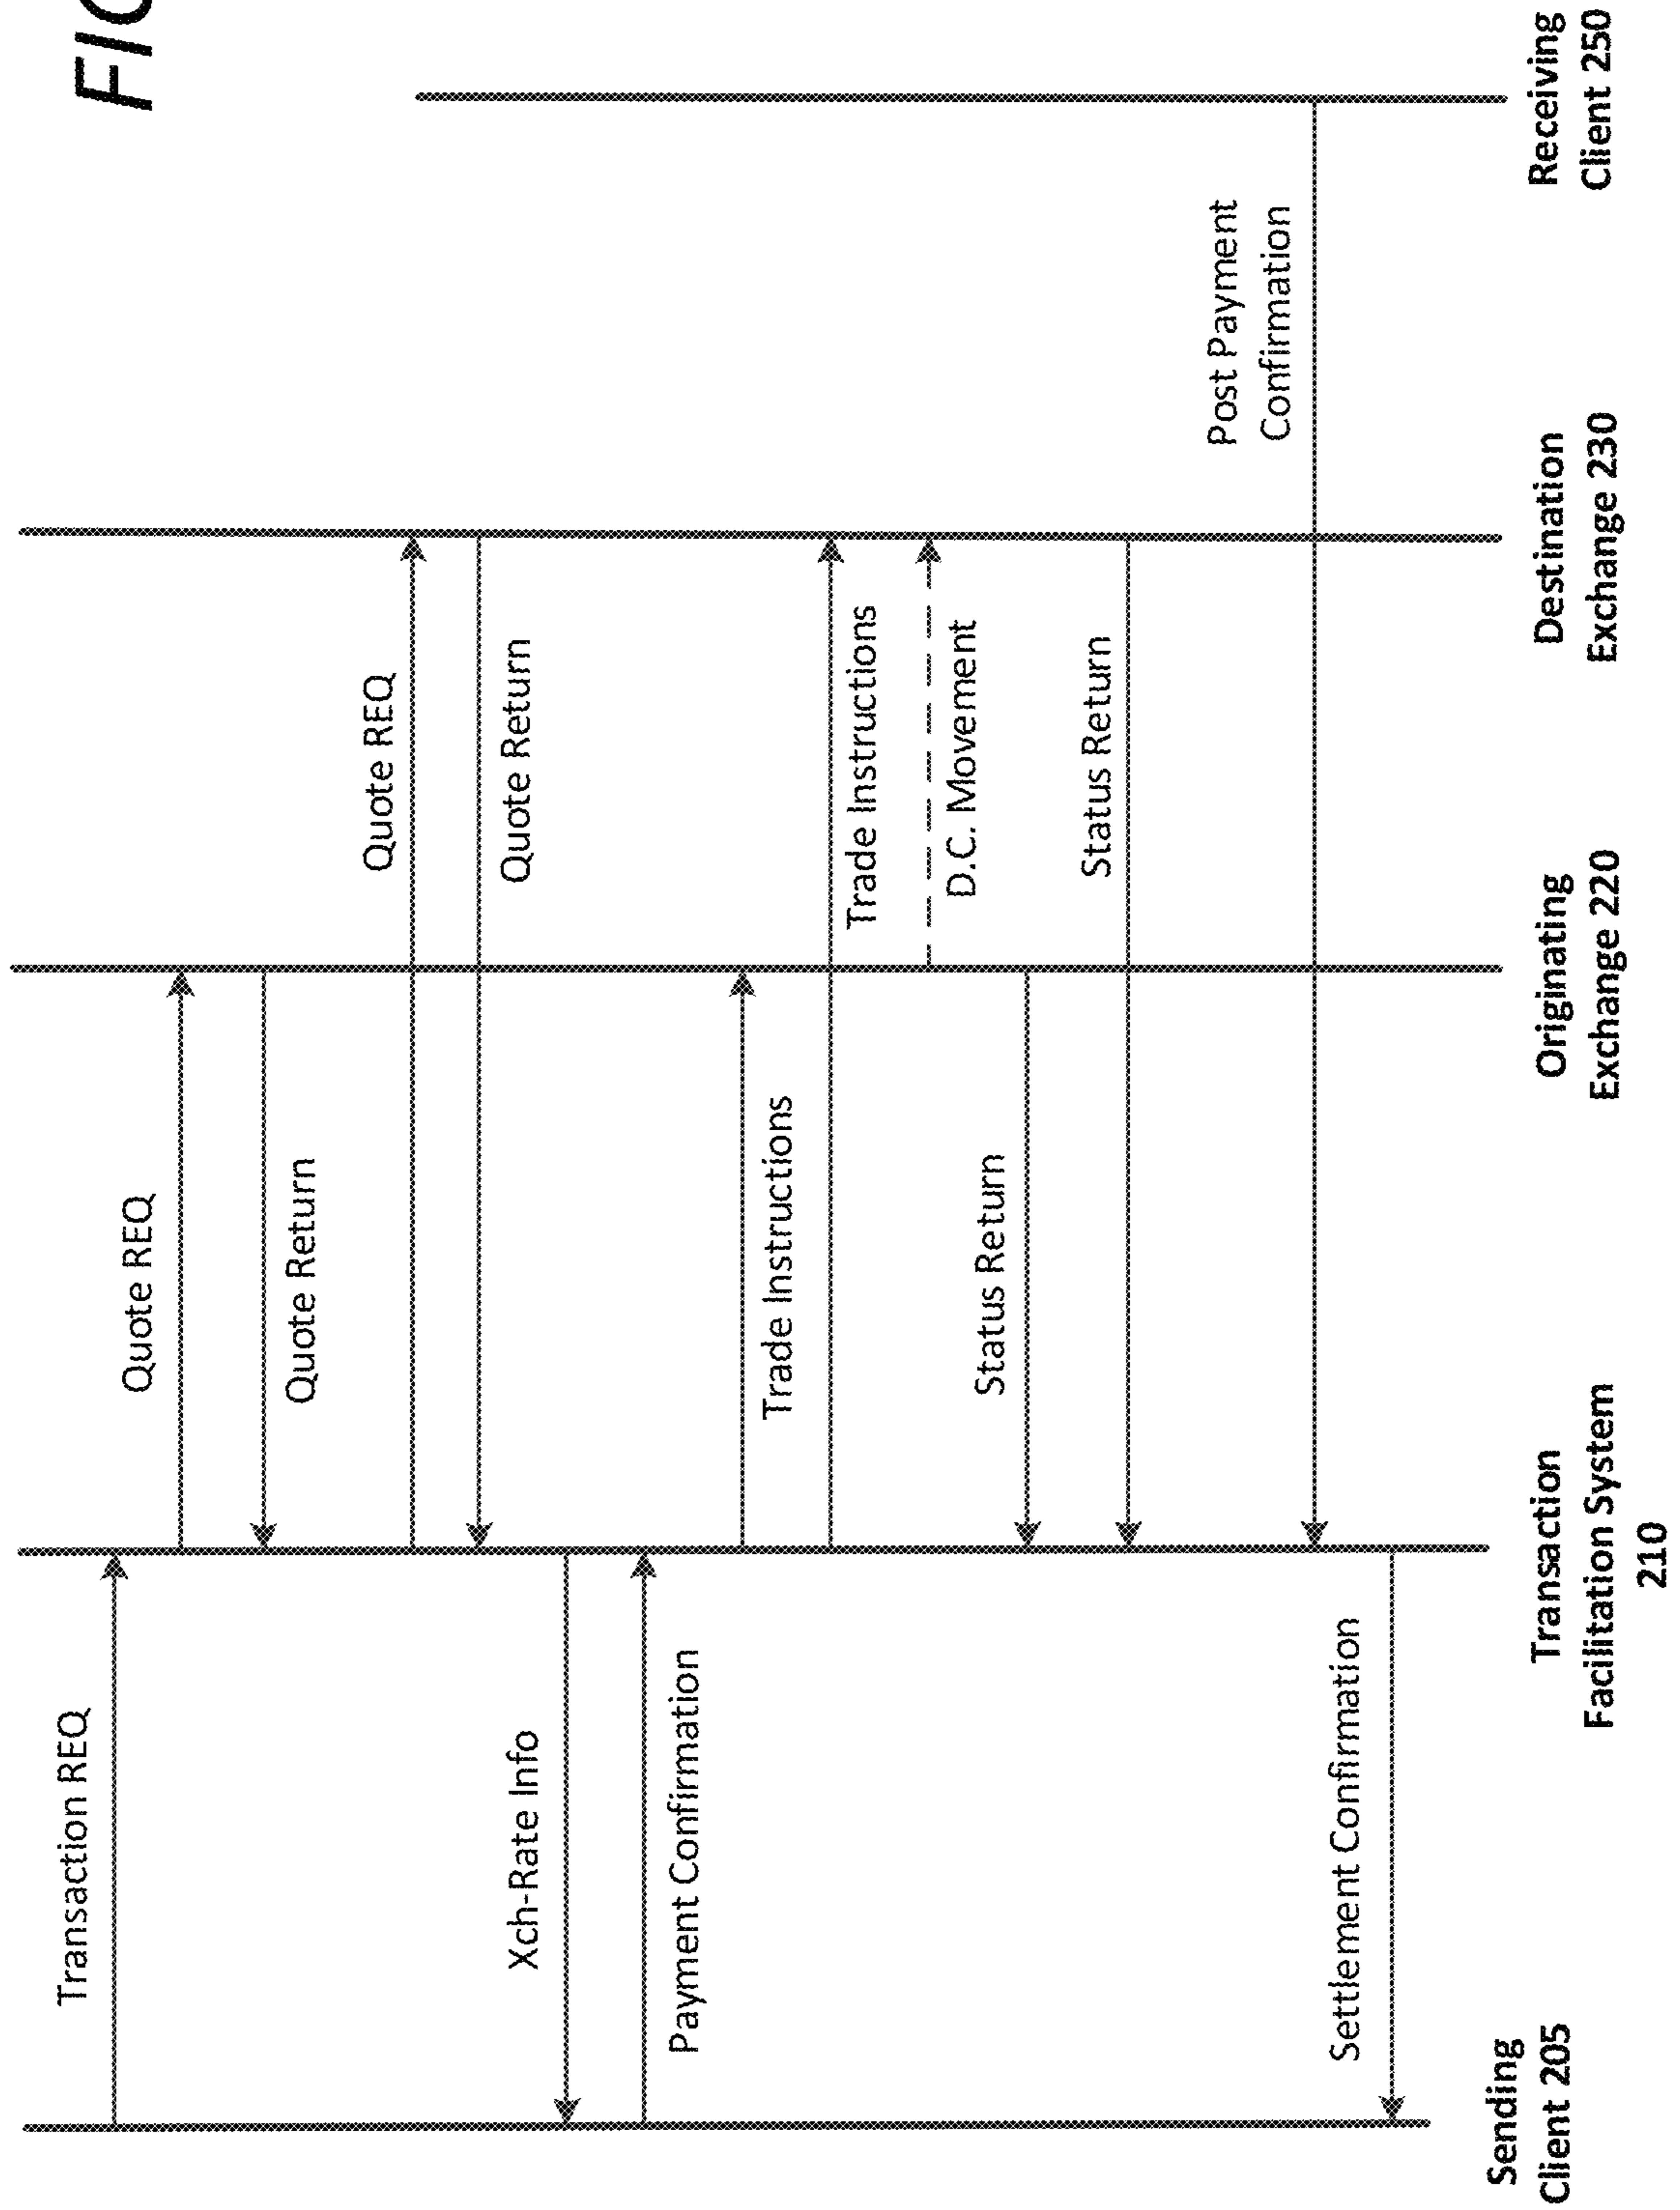 FIG
Transaction REQ
Quote REQ
Quote Return
Quote REQ
Quote Return
Xch-Rate Info
Payment Confirmation
Trade Instructions
Trade Instructions
D.C. Movement
Status Return
Status Return
Post Payment
Confirmation
Settlement Confirmation
Sending
Client 205
Transaction
Facilitation System
210
Originating
Exchange 220
Destination
Exchange 230
Receiving
Client 250